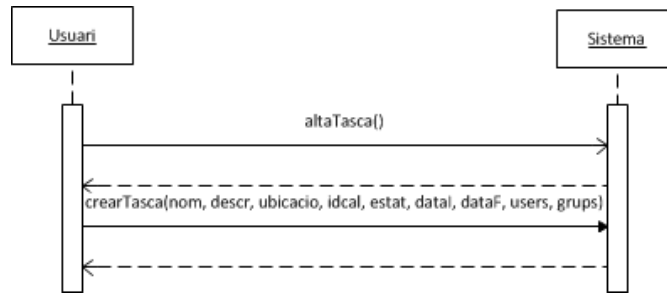 Usuari
Sistema
altaTasca()
crearTasca(nom, descr, ubicacio, idcal, estat, dataI, dataF, users, grups)